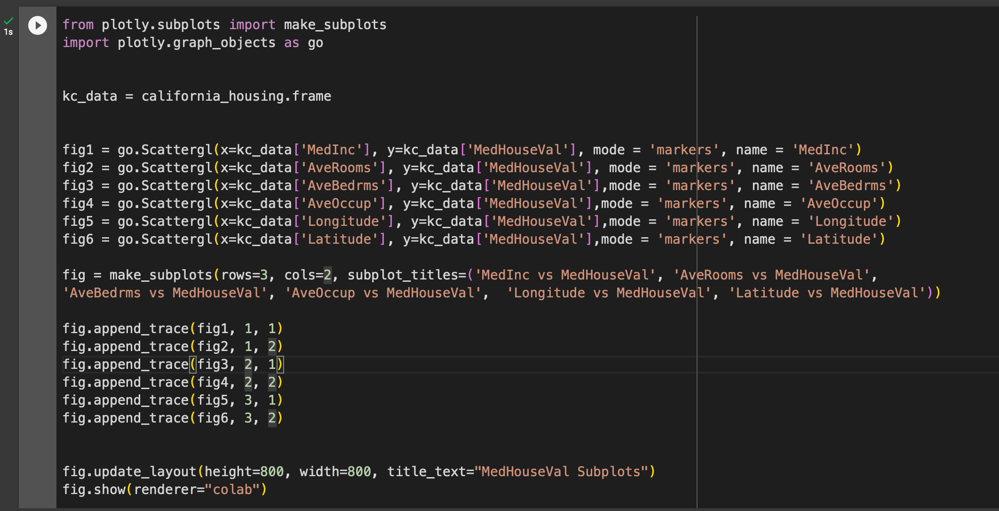 1s
from plotly.subplots import make_subplots
import plotly.graph_objects as go
kc_data = california_housing.frame
fig1 = go.Scattergl(x=kc_data['MedInc'], y=kc_data['MedHouseVal'], mode = 'markers', name = 'MedInc')
fig2 = go.Scattergl(x=kc_data['AveRooms'], y=kc_data['MedHouseVal'], mode = 'markers', name = 'AveRooms')
fig3 = go.Scattergl(x=kc_data['AveBedrms'], y=kc_data['MedHouseVal'],mode = 'markers', name = 'AveBedrms')
fig4 = go.Scattergl(x=kc_data['AveOccup'], y=kc_data['MedHouseVal'],mode = 'markers', name = 'AveOccup')
fig5 = go.Scattergl(x=kc_data['Longitude'], y=kc_data['MedHouseVal'],mode = 'markers', name = 'Longitude')
fig6 = go.Scattergl(x=kc_data['Latitude'], y=kc_data['MedHouseVal'],mode = 'markers', name = 'Latitude')
fig = make_subplots(rows=3, cols=2, subplot_titles=('MedInc vs MedHouseVal', 'AveRooms vs MedHouseVal',
'AveBedrms vs MedHouseVal', 'AveOccup vs MedHouseVal',  'Longitude vs MedHouseVal', 'Latitude vs MedHouseVal'))
fig.append_trace(fig1, 1, 1)
fig.append_trace(fig2, 1, 2)
fig.append_trace(fig3, 2, 1)
fig.append_trace(fig4, 2, 2)
fig.append_trace(fig5, 3, 1)
fig.append_trace(fig6, 3, 2)
fig.update_layout(height=800, width=800, title_text="MedHouseVal Subplots")
fig.show(renderer="colab")